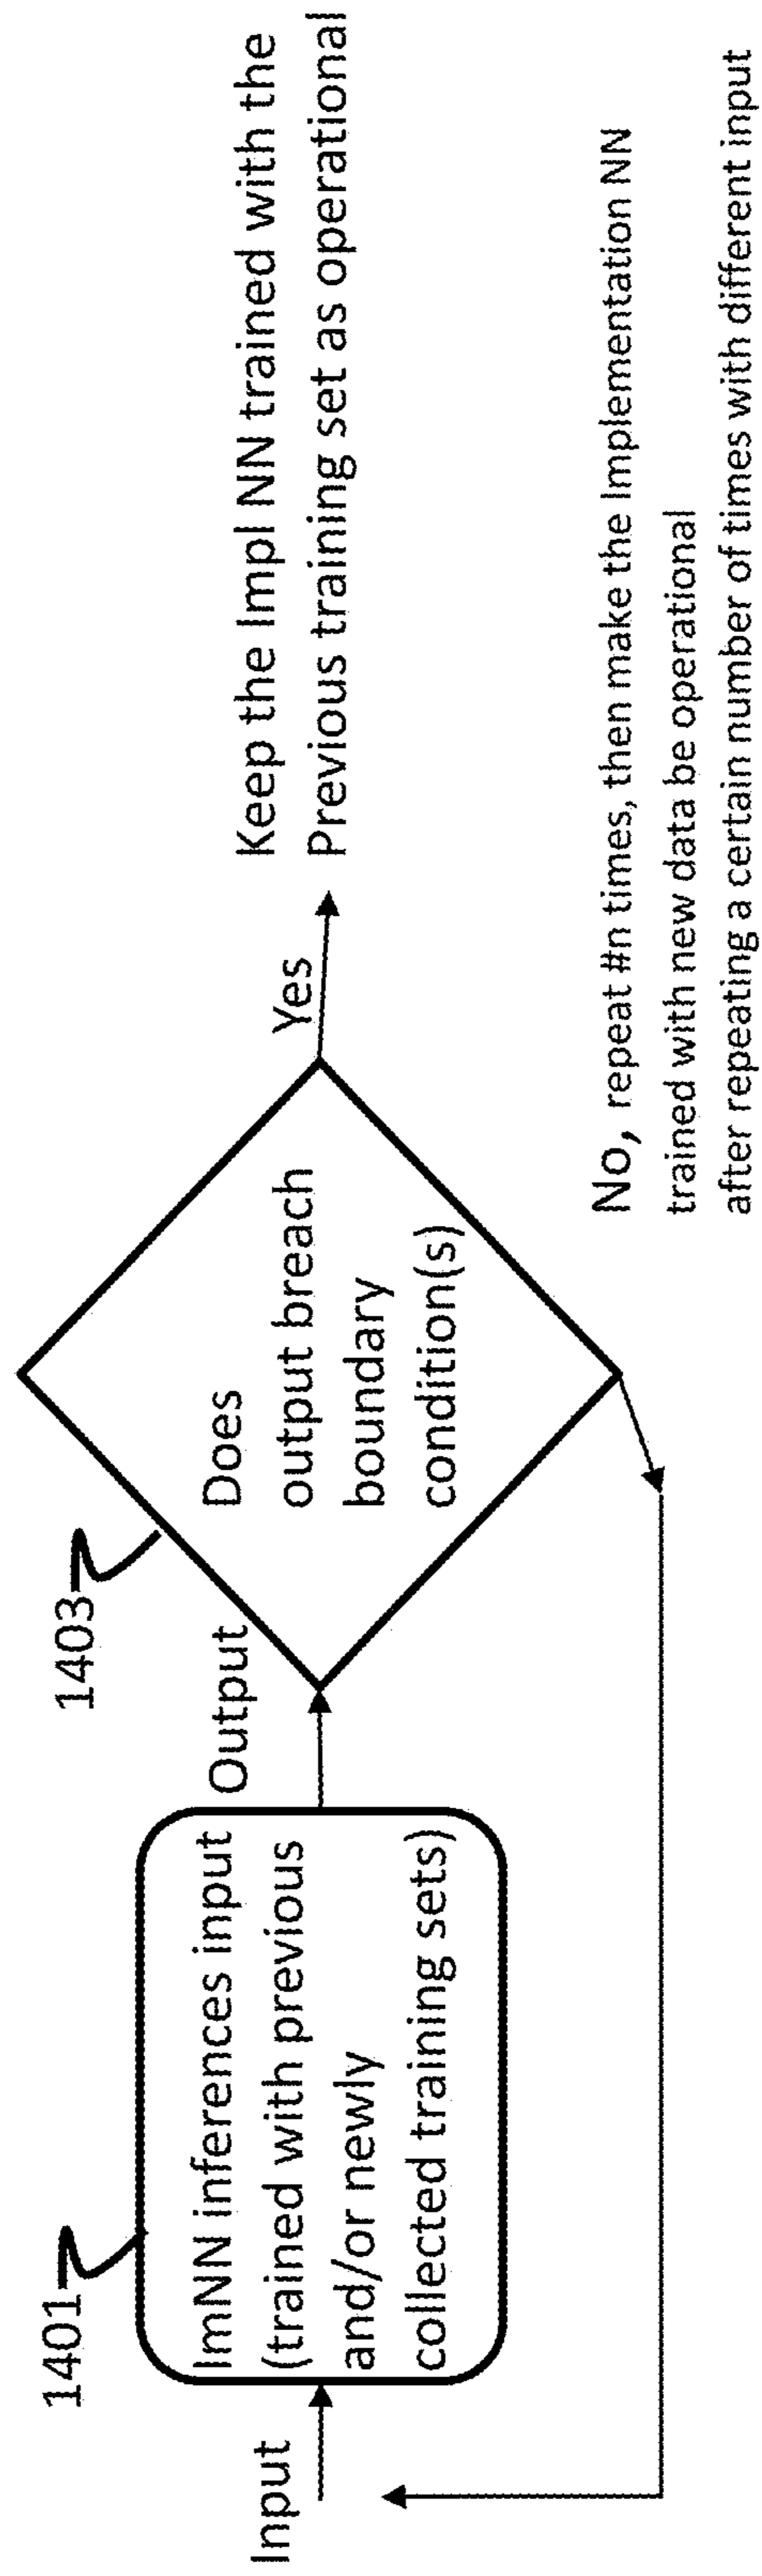 1401
Input
ImNN inferences input
(trained with previous
and/or newly
collected training sets)
Output
1403
Does
output breach
boundary
condition(s)
Yes
Keep the Impl NN trained with the
Previous training set as operational
No, repeat #n times, then make the Implementation NN
trained with new data be operational
after repeating a certain number of times with different input